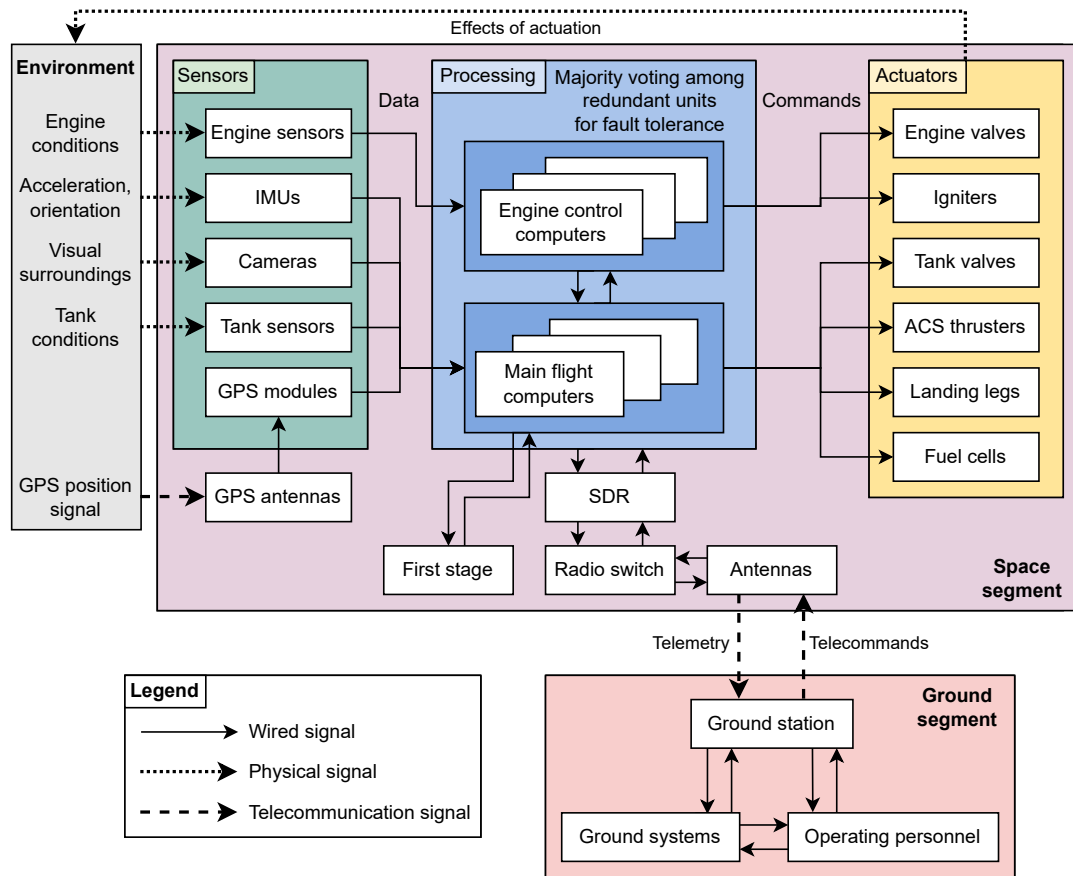 Effects of actuation
Environment
Engine
conditions
Acceleration,
orientation
Visual
surroundings
Tank
conditions
GPS position
signal
Sensors
Engine sensors
IMUs
Cameras
Tank sensors
GPS modules
GPS antennas
Data
Processing
Majority voting among
redundant units
for fault tolerance
Engine control
computers
Main flight
computers
Commands
Actuators
Engine valves
Igniters
Tank valves
ACS thrusters
Landing legs
Fuel cells
SDR
First stage
Radio switch
Antennas
Space
segment
Telemetry
Telecommands
Legend
Wired signal
Physical signal
Telecommunication signal
Ground
segment
Ground station
Ground systems
Operating personnel